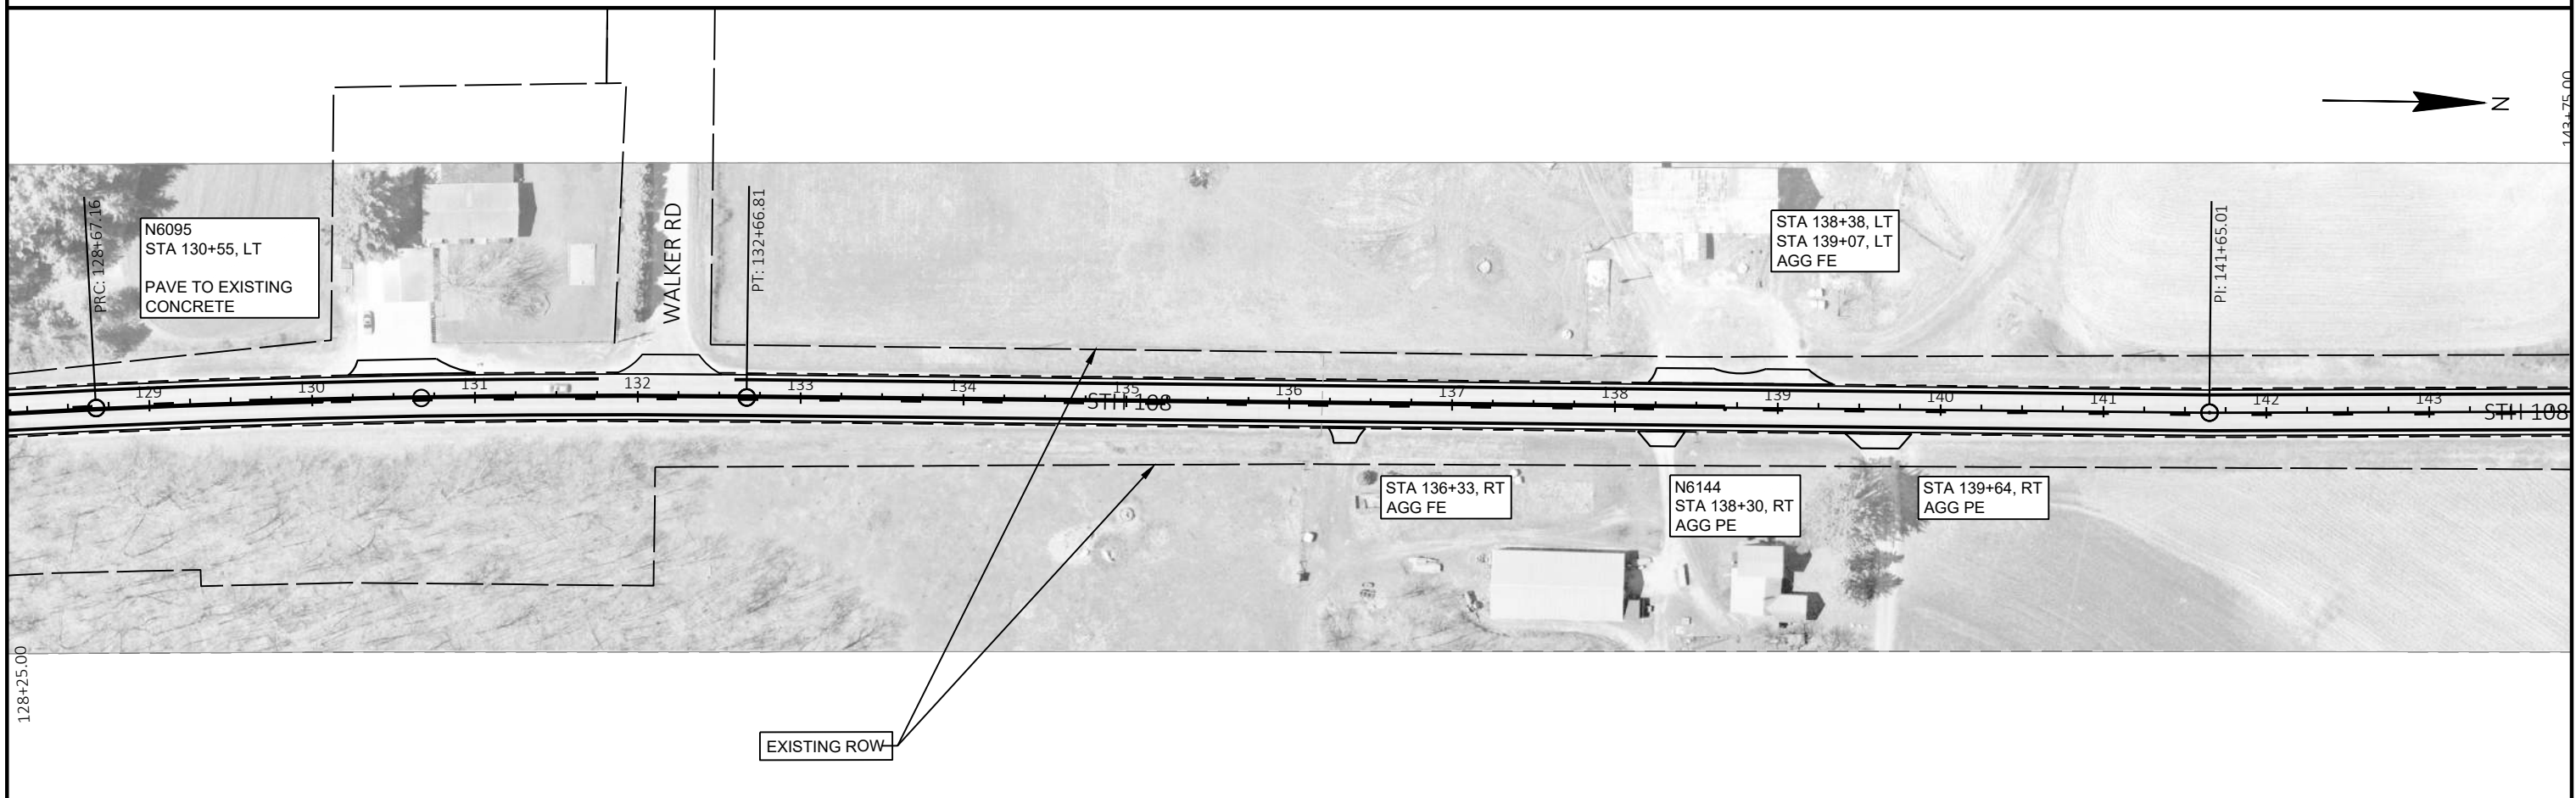 N
143+75.00
PRC: 128+67.16
N6095
STA 130+55, LT
PAVE TO EXISTING
CONCRETE
WALKER RD
PT: 132+66.81
STA 138+38, LT
STA 139+07, LT
AGG FE
PI: 141+65.01
129
130
131
132
133
134
135
136
137
138
139
140
141
142
143
STH 108
STH 108
STA 136+33, RT
AGG FE
N6144
STA 138+30, RT
AGG PE
STA 139+64, RT
AGG PE
128+25.00
EXISTING ROW